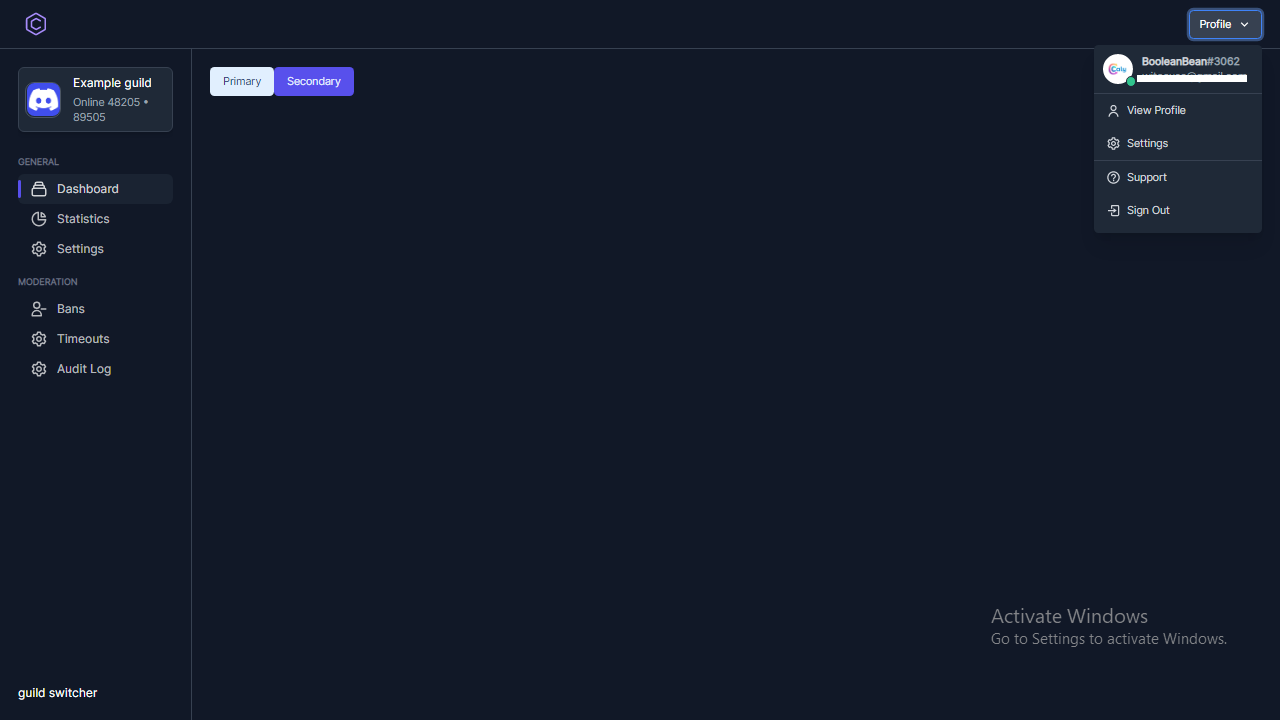 Profile
BooleanBean#3062
View Profile
Settings
Support
Sign Out
Example guild
Online 48205 •
89505
Primary
Secondary
GENERAL
Dashboard
Statistics
Settings
MODERATION
Bans
Timeouts
Audit Log
Activate Windows
Go to Settings to activate Windows.
guild switcher